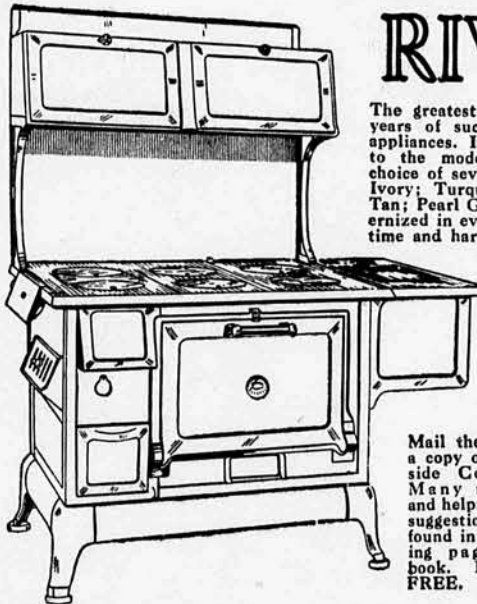 RIV
The greatest
years of suc
appliances. I
to the mode
choice of sev
Ivory; Turqu
Tan; Pearl G
ernized in ev
time and har
Mail the
a copy o
side Co
Many
and help
suggestio
found in
ing pag
book.
FREE.